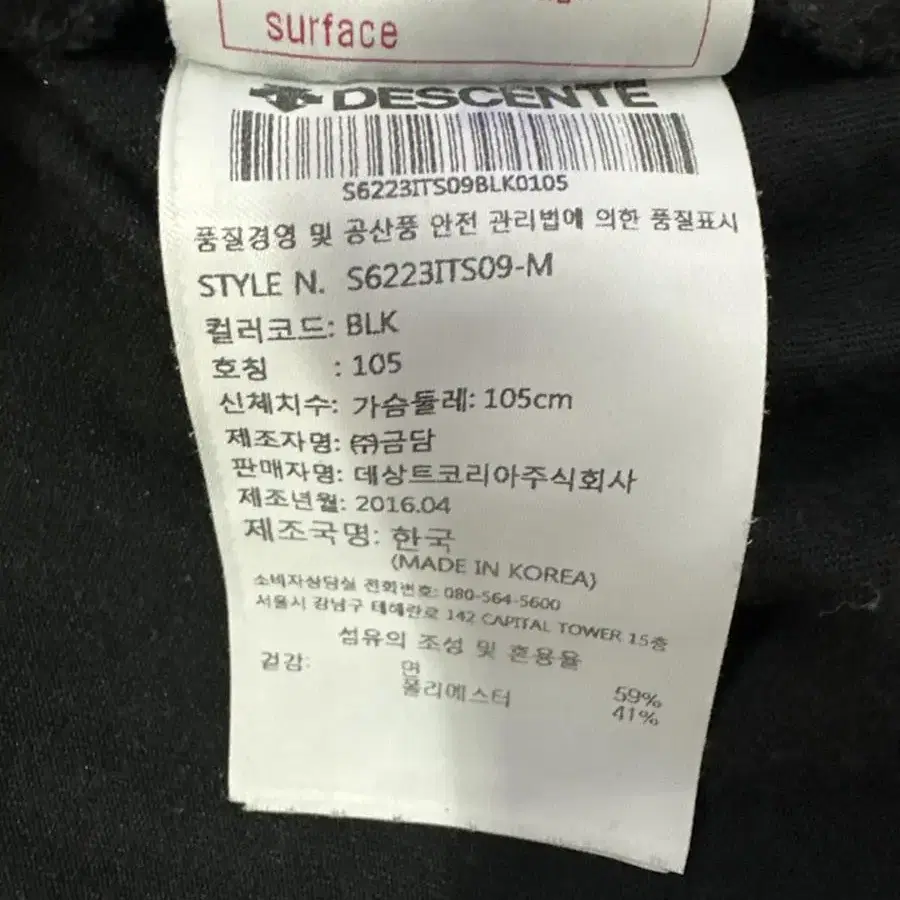 surface
DESCENTE
S6223ITS09BLK0105
품질경영 및 공산품 안전 관리법에 의한 품질표시
STYLE N. S6223ITS09-M
컬러코드: BLK
호칭 : 105
신체치수: 가슴둘레: 105cm
제조자명: ㈜금담
판매자명: 데상트코리아주식회사
제조년월: 2016.04
제조국명: 한국
(MADE IN KOREA)
소비자상담실 전화번호: 080-564-5600
서울시 강남구 테헤란로 142 CAPITAL TOWER 15층
섬유의 조성 및 혼용율
겉감: 면 59%
폴리에스터 41%